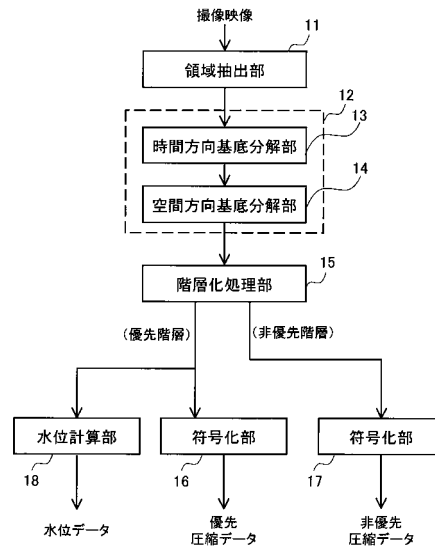 撮像映像
11
領域抽出部
12
13
時間方向基底分解部
14
空間方向基底分解部
15
階層化処理部
(優先階層)
(非優先階層)
水位計算部
符号化部
符号化部
18
16
17
水位データ
優先
圧縮データ
非優先
圧縮データ